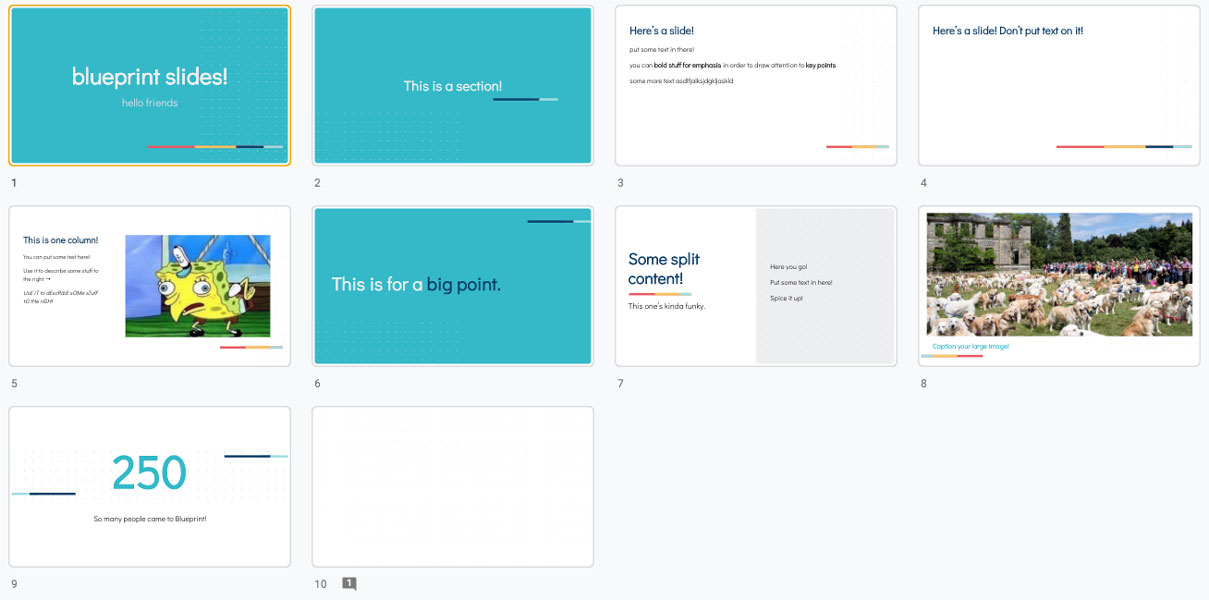 blueprint slides!
hello friends
1
This is a section!
2
Here's a slide!
put some text in there!
you can bold stuff for emphasis in order to draw attention to key points
some more text asdlfjalksjdgkljaskld
3
Here's a slide! Don't put text on it!
4
This is one column!
You can put some text here!
Use it to describe some stuff to
the right →
UsE iT to dEscRIbE sOMe stuff
tO tHe rIGHt
5
This is for a big point.
6
Some split
content!
This one's kinda funky.
Here you go!
Put some text in here!
Spice it up!
7
Caption your large image!
8
250
So many people came to Blueprint!
9
10
1